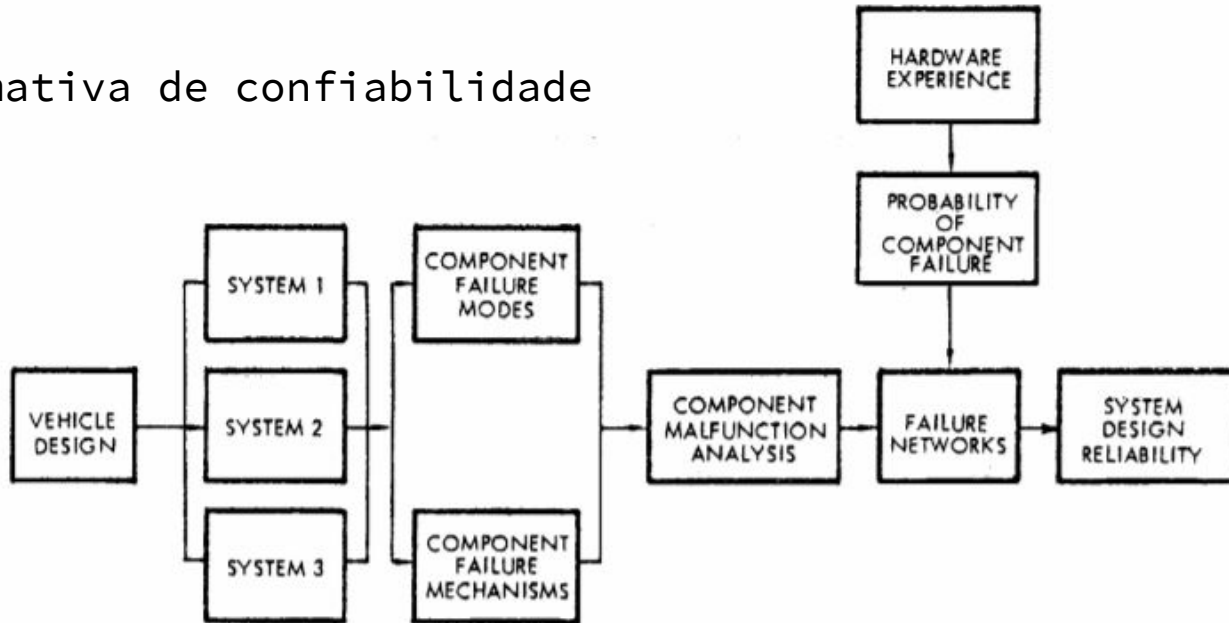 mativa de confiabilidade
HARDWARE
EXPERIENCE
PROBABILITY
OF
COMPONENT
FAILURE
VEHICLE
DESIGN
SYSTEM 1
SYSTEM 2
SYSTEM 3
COMPONENT
FAILURE
MODES
COMPONENT
FAILURE
MECHANISMS
COMPONENT
MALFUNCTION
ANALYSIS
FAILURE
NETWORKS
SYSTEM
DESIGN
RELIABILITY